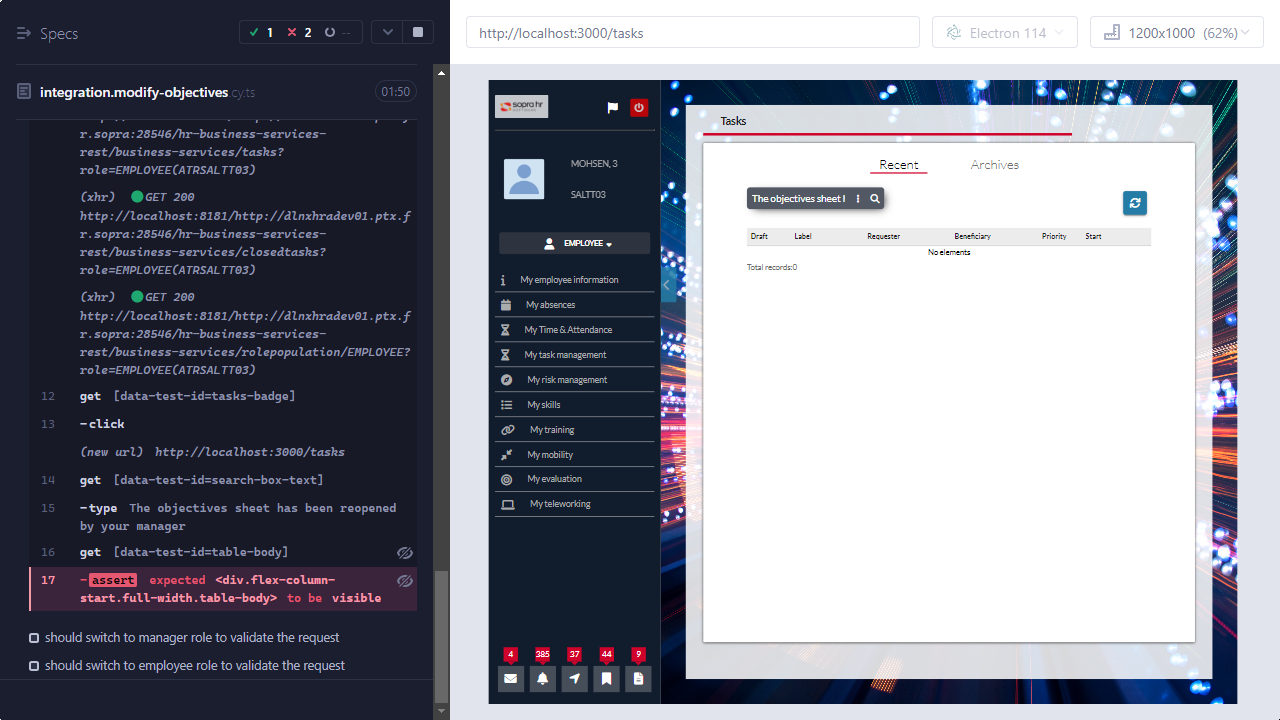 Specs
1
2
--
integration.modify-objectives.cy.ts
01:50
r.sopra:28546/hr-business-services-
rest/business-services/tasks?
role=EMPLOYEE(ATRSALTT03)
(xhr) GET 200
http://localhost:8181/http://dlnxhradev01.ptx.f
r.sopra:28546/hr-business-services-
rest/business-services/closedtasks?
role=EMPLOYEE(ATRSALTT03)
(xhr) GET 200
http://localhost:8181/http://dlnxhradev01.ptx.f
r.sopra:28546/hr-business-services-
rest/business-services/rolepopulation/EMPLOYEE?
role=EMPLOYEE(ATRSALTT03)
12 get [data-test-id=tasks-badge]
13 -click
(new url) http://localhost:3000/tasks
14 get [data-test-id=search-box-text]
15 -type The objectives sheet has been reopened
by your manager
16 get [data-test-id=table-body]
17 -assert expected <div.flex-column-
start.full-width.table-body> to be visible
should switch to manager role to validate the request
should switch to employee role to validate the request
http://localhost:3000/tasks
Electron 114
1200x1000 (62%)
sopra hr
MOHSEN, 3
SALTT03
EMPLOYEE
My employee information
My absences
My Time & Attendance
My task management
My risk management
My skills
My training
My mobility
My evaluation
My teleworking
4
385
37
44
9
Tasks
Recent
Archives
The objectives sheet
Draft
Label
Requester
Beneficiary
Priority
Start
No elements
Total records:0